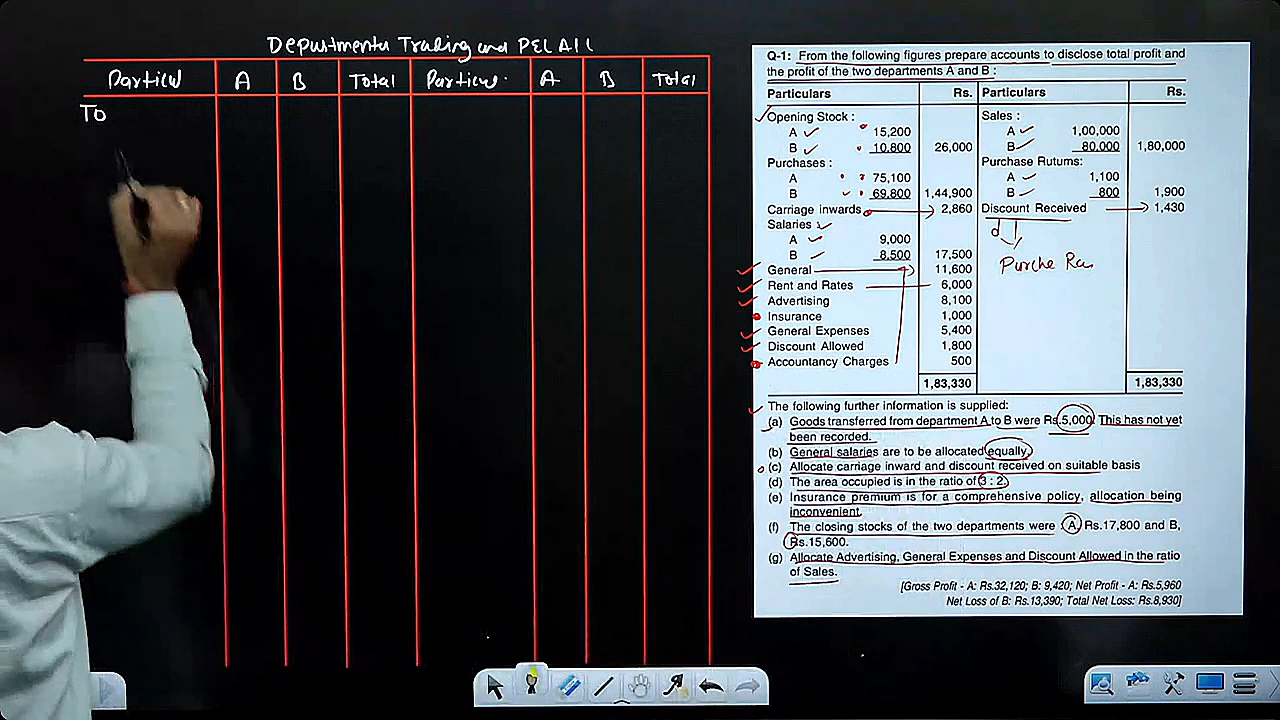 Departmenta Trading and P&L A/c
Particul A B Total Particu. A B Total
To
Q-1: From the following figures prepare accounts to disclose total profit and
the profit of the two departments A and B :
Particulars Rs. Particulars Rs.
Opening Stock : Sales :
A 15,200 A 1,00,000
B 10.800 26,000 B 80.000 1,80,000
Purchases : Purchase Ruturns:
A 75,100 A 1,100
B 69.800 1,44,900 B 800 1,900
Carriage inwards 2,860 Discount Received 1,430
Salaries :
A 9,000
B 8.500 17,500
General 11,600
Purche Ra
Rent and Rates 6,000
Advertising 8,100
Insurance 1,000
General Expenses 5,400
Discount Allowed 1,800
Accountancy Charges 500
1,83,330 1,83,330
The following further information is supplied:
(a) Goods transferred from department A to B were Rs.5,000. This has not yet
been recorded.
(b) General salaries are to be allocated equally.
(c) Allocate carriage inward and discount received on suitable basis
(d) The area occupied is in the ratio of 3 : 2.
(e) Insurance premium is for a comprehensive policy, allocation being
inconvenient.
(f) The closing stocks of the two departments were : A, Rs.17,800 and B,
Rs.15,600.
(g) Allocate Advertising, General Expenses and Discount Allowed in the ratio
of Sales.
[Gross Profit - A: Rs.32,120; B: 9,420; Net Profit - A: Rs.5,960
Net Loss of B: Rs.13,390; Total Net Loss: Rs.8,930]